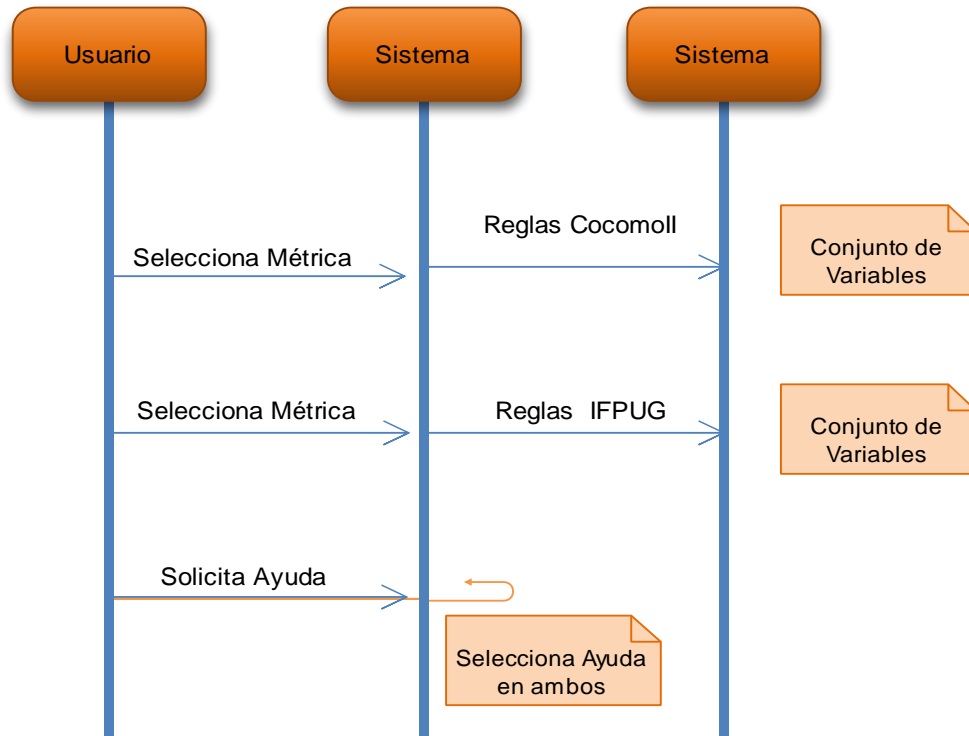 Usuario
Sistema
Sistema
Reglas CocomoII
Selecciona Métrica
Conjunto de
Variables
Selecciona Métrica
Reglas IFPUG
Conjunto de
Variables
Solicita Ayuda
Selecciona Ayuda
en ambos